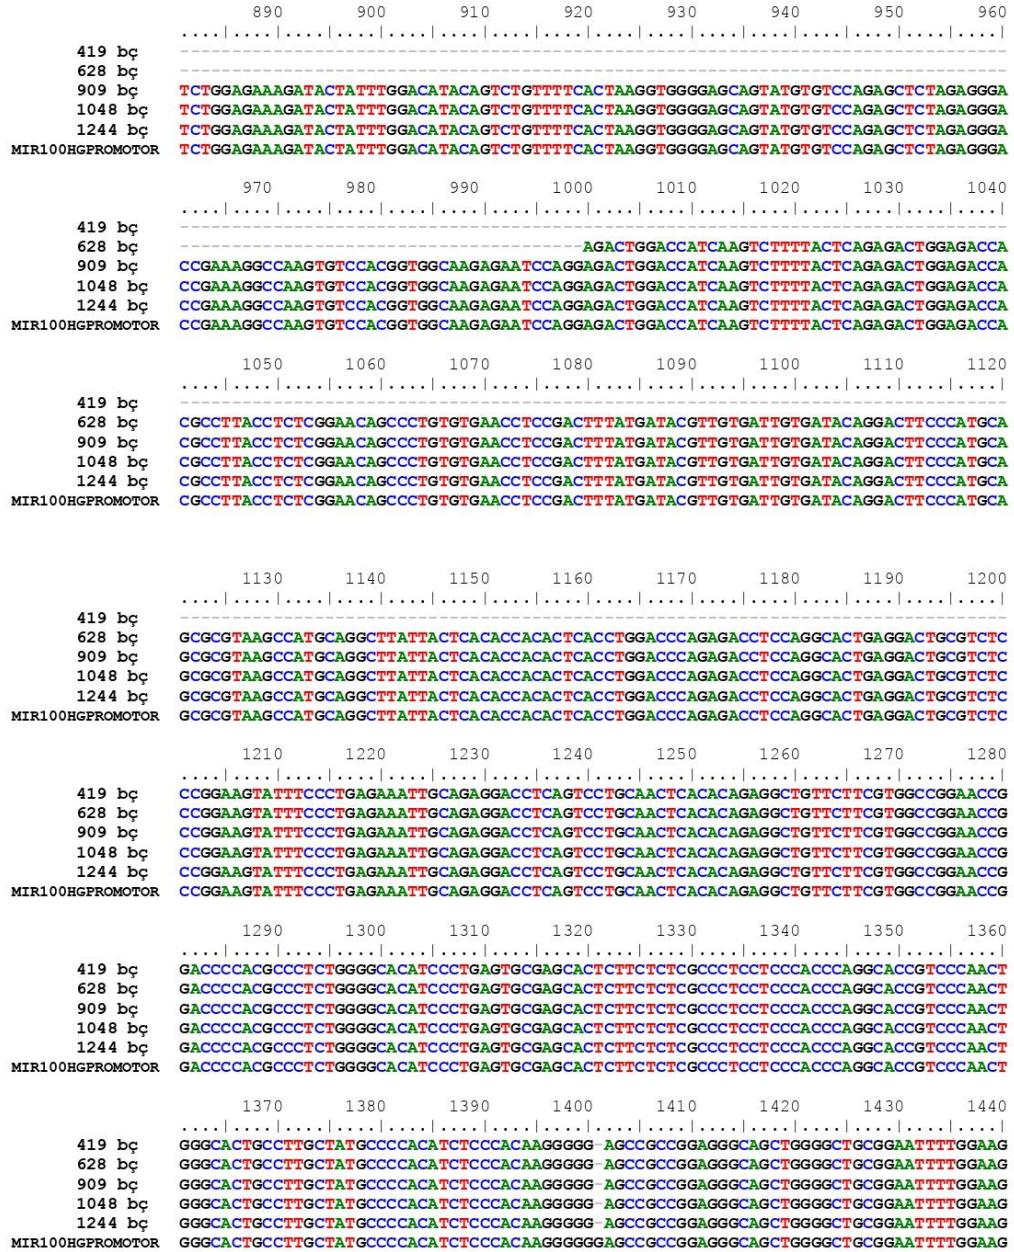 890 900 910 920 930 940 950 960
....|....|....|....|....|....|....|....|....|....|....|....|....|....|....|....|
419 bç --------------------------------------------------------------------------------
628 bç --------------------------------------------------------------------------------
909 bç TCTGGAGAAAGATACTATTTGGACATACAGTCTGTTTTCACTAAGGTGGGGAGCAGTATGTGTCCAGAGCTCTAGAGGGA
1048 bç TCTGGAGAAAGATACTATTTGGACATACAGTCTGTTTTCACTAAGGTGGGGAGCAGTATGTGTCCAGAGCTCTAGAGGGA
1244 bç TCTGGAGAAAGATACTATTTGGACATACAGTCTGTTTTCACTAAGGTGGGGAGCAGTATGTGTCCAGAGCTCTAGAGGGA
MIR100HGPROMOTOR TCTGGAGAAAGATACTATTTGGACATACAGTCTGTTTTCACTAAGGTGGGGAGCAGTATGTGTCCAGAGCTCTAGAGGGA
970 980 990 1000 1010 1020 1030 1040
....|....|....|....|....|....|....|....|....|....|....|....|....|....|....|....|
419 bç --------------------------------------------------------------------------------
628 bç ---------------------------------------AGACTGGACCATCAAGTCTTTTACTCAGAGACTGGAGACCA
909 bç CCGAAAGGCCAAGTGTCCACGGTGGCAAGAGAATCCAGGAGACTGGACCATCAAGTCTTTTACTCAGAGACTGGAGACCA
1048 bç CCGAAAGGCCAAGTGTCCACGGTGGCAAGAGAATCCAGGAGACTGGACCATCAAGTCTTTTACTCAGAGACTGGAGACCA
1244 bç CCGAAAGGCCAAGTGTCCACGGTGGCAAGAGAATCCAGGAGACTGGACCATCAAGTCTTTTACTCAGAGACTGGAGACCA
MIR100HGPROMOTOR CCGAAAGGCCAAGTGTCCACGGTGGCAAGAGAATCCAGGAGACTGGACCATCAAGTCTTTTACTCAGAGACTGGAGACCA
1050 1060 1070 1080 1090 1100 1110 1120
....|....|....|....|....|....|....|....|....|....|....|....|....|....|....|....|
419 bç --------------------------------------------------------------------------------
628 bç CGCCTTACCTCTCGGAACAGCCCTGTGTGAACCTCCGACTTTATGATACGTTGTGATTGTGATACAGGACTTCCCATGCA
909 bç CGCCTTACCTCTCGGAACAGCCCTGTGTGAACCTCCGACTTTATGATACGTTGTGATTGTGATACAGGACTTCCCATGCA
1048 bç CGCCTTACCTCTCGGAACAGCCCTGTGTGAACCTCCGACTTTATGATACGTTGTGATTGTGATACAGGACTTCCCATGCA
1244 bç CGCCTTACCTCTCGGAACAGCCCTGTGTGAACCTCCGACTTTATGATACGTTGTGATTGTGATACAGGACTTCCCATGCA
MIR100HGPROMOTOR CGCCTTACCTCTCGGAACAGCCCTGTGTGAACCTCCGACTTTATGATACGTTGTGATTGTGATACAGGACTTCCCATGCA
1130 1140 1150 1160 1170 1180 1190 1200
....|....|....|....|....|....|....|....|....|....|....|....|....|....|....|....|
419 bç --------------------------------------------------------------------------------
628 bç GCGCGTAAGCCATGCAGGCTTATTACTCACACCACACTCACCTGGACCCAGAGACCTCCAGGCACTGAGGACTGCGTCTC
909 bç GCGCGTAAGCCATGCAGGCTTATTACTCACACCACACTCACCTGGACCCAGAGACCTCCAGGCACTGAGGACTGCGTCTC
1048 bç GCGCGTAAGCCATGCAGGCTTATTACTCACACCACACTCACCTGGACCCAGAGACCTCCAGGCACTGAGGACTGCGTCTC
1244 bç GCGCGTAAGCCATGCAGGCTTATTACTCACACCACACTCACCTGGACCCAGAGACCTCCAGGCACTGAGGACTGCGTCTC
MIR100HGPROMOTOR GCGCGTAAGCCATGCAGGCTTATTACTCACACCACACTCACCTGGACCCAGAGACCTCCAGGCACTGAGGACTGCGTCTC
1210 1220 1230 1240 1250 1260 1270 1280
....|....|....|....|....|....|....|....|....|....|....|....|....|....|....|....|
419 bç CCGGAAGTATTTCCCTGAGAAATTGCAGAGGACCTCAGTCCTGCAACTCACACAGAGGCTGTTCTTCGTGGCCGGAACCG
628 bç CCGGAAGTATTTCCCTGAGAAATTGCAGAGGACCTCAGTCCTGCAACTCACACAGAGGCTGTTCTTCGTGGCCGGAACCG
909 bç CCGGAAGTATTTCCCTGAGAAATTGCAGAGGACCTCAGTCCTGCAACTCACACAGAGGCTGTTCTTCGTGGCCGGAACCG
1048 bç CCGGAAGTATTTCCCTGAGAAATTGCAGAGGACCTCAGTCCTGCAACTCACACAGAGGCTGTTCTTCGTGGCCGGAACCG
1244 bç CCGGAAGTATTTCCCTGAGAAATTGCAGAGGACCTCAGTCCTGCAACTCACACAGAGGCTGTTCTTCGTGGCCGGAACCG
MIR100HGPROMOTOR CCGGAAGTATTTCCCTGAGAAATTGCAGAGGACCTCAGTCCTGCAACTCACACAGAGGCTGTTCTTCGTGGCCGGAACCG
1290 1300 1310 1320 1330 1340 1350 1360
....|....|....|....|....|....|....|....|....|....|....|....|....|....|....|....|
419 bç GACCCCACGCCCTCTGGGGCACATCCCTGAGTGCGAGCACTCTTCTCTCGCCCTCCTCCCACCCAGGCACCGTCCCAACT
628 bç GACCCCACGCCCTCTGGGGCACATCCCTGAGTGCGAGCACTCTTCTCTCGCCCTCCTCCCACCCAGGCACCGTCCCAACT
909 bç GACCCCACGCCCTCTGGGGCACATCCCTGAGTGCGAGCACTCTTCTCTCGCCCTCCTCCCACCCAGGCACCGTCCCAACT
1048 bç GACCCCACGCCCTCTGGGGCACATCCCTGAGTGCGAGCACTCTTCTCTCGCCCTCCTCCCACCCAGGCACCGTCCCAACT
1244 bç GACCCCACGCCCTCTGGGGCACATCCCTGAGTGCGAGCACTCTTCTCTCGCCCTCCTCCCACCCAGGCACCGTCCCAACT
MIR100HGPROMOTOR GACCCCACGCCCTCTGGGGCACATCCCTGAGTGCGAGCACTCTTCTCTCGCCCTCCTCCCACCCAGGCACCGTCCCAACT
1370 1380 1390 1400 1410 1420 1430 1440
....|....|....|....|....|....|....|....|....|....|....|....|....|....|....|....|
419 bç GGGCACTGCCTTGCTATGCCCCACATCTCCCACAAGGGGG-AGCCGCCGGAGGGCAGCTGGGGCTGCGGAATTTTGGAAG
628 bç GGGCACTGCCTTGCTATGCCCCACATCTCCCACAAGGGGG-AGCCGCCGGAGGGCAGCTGGGGCTGCGGAATTTTGGAAG
909 bç GGGCACTGCCTTGCTATGCCCCACATCTCCCACAAGGGGG-AGCCGCCGGAGGGCAGCTGGGGCTGCGGAATTTTGGAAG
1048 bç GGGCACTGCCTTGCTATGCCCCACATCTCCCACAAGGGGG-AGCCGCCGGAGGGCAGCTGGGGCTGCGGAATTTTGGAAG
1244 bç GGGCACTGCCTTGCTATGCCCCACATCTCCCACAAGGGGG-AGCCGCCGGAGGGCAGCTGGGGCTGCGGAATTTTGGAAG
MIR100HGPROMOTOR GGGCACTGCCTTGCTATGCCCCACATCTCCCACAAGGGGGGAGCCGCCGGAGGGCAGCTGGGGCTGCGGAATTTTGGAAG